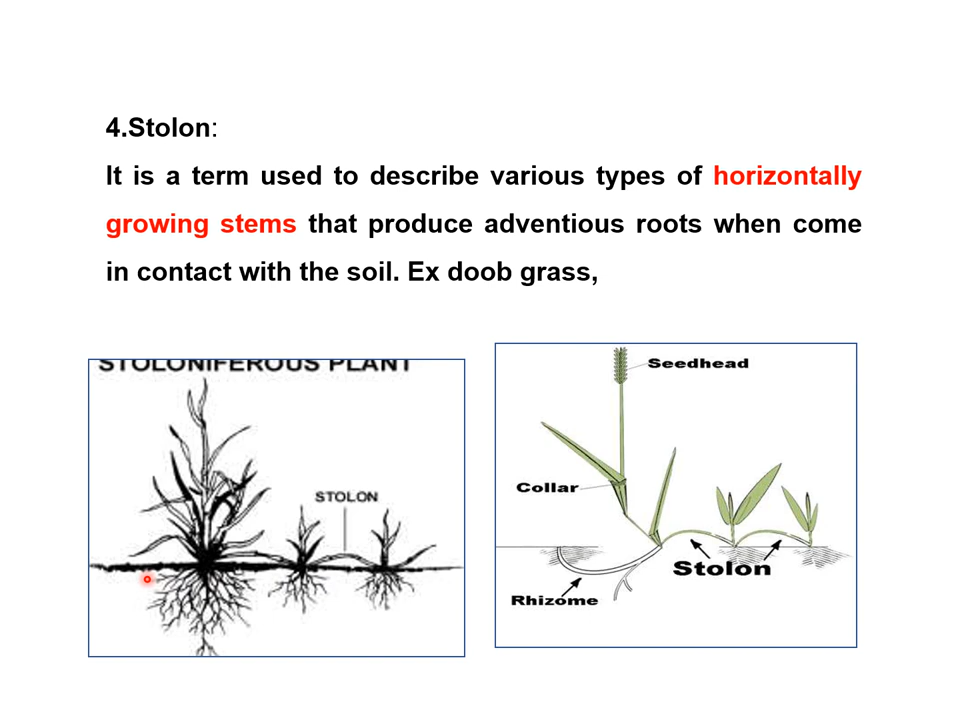 4.Stolon:
It is a term used to describe various types of horizontally
growing stems that produce adventious roots when come
in contact with the soil. Ex doob grass,
STOLONIFEROUS PLANT
STOLON
Seedhead
Collar
Stolon
Rhizome